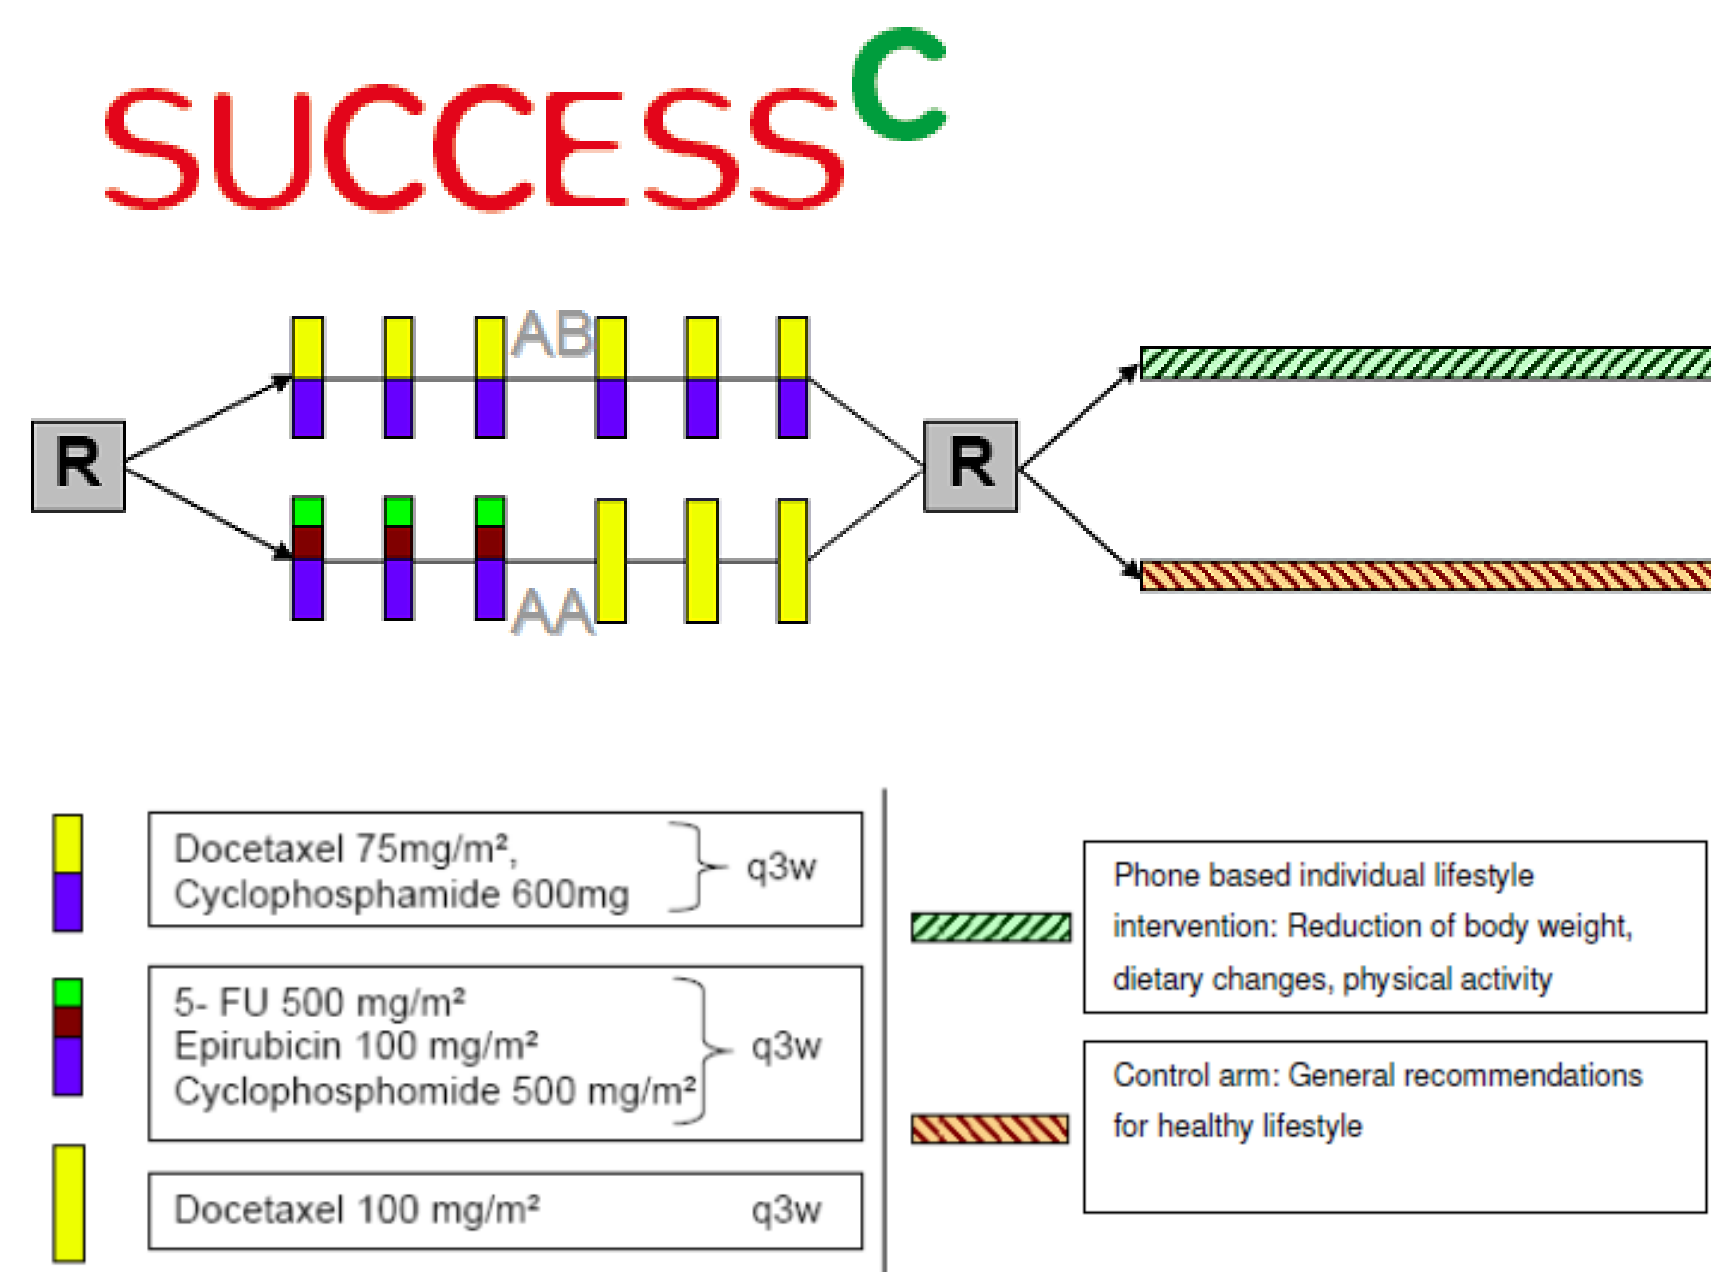 SUCCESS C
AB
R
R
AA
Docetaxel 75mg/m²,
Cyclophosphamide 600mg
q3w
5- FU 500 mg/m²
Epirubicin 100 mg/m²
Cyclophosphomide 500 mg/m²
q3w
Docetaxel 100 mg/m² q3w
Phone based individual lifestyle
intervention: Reduction of body weight,
dietary changes, physical activity
Control arm: General recommendations
for healthy lifestyle